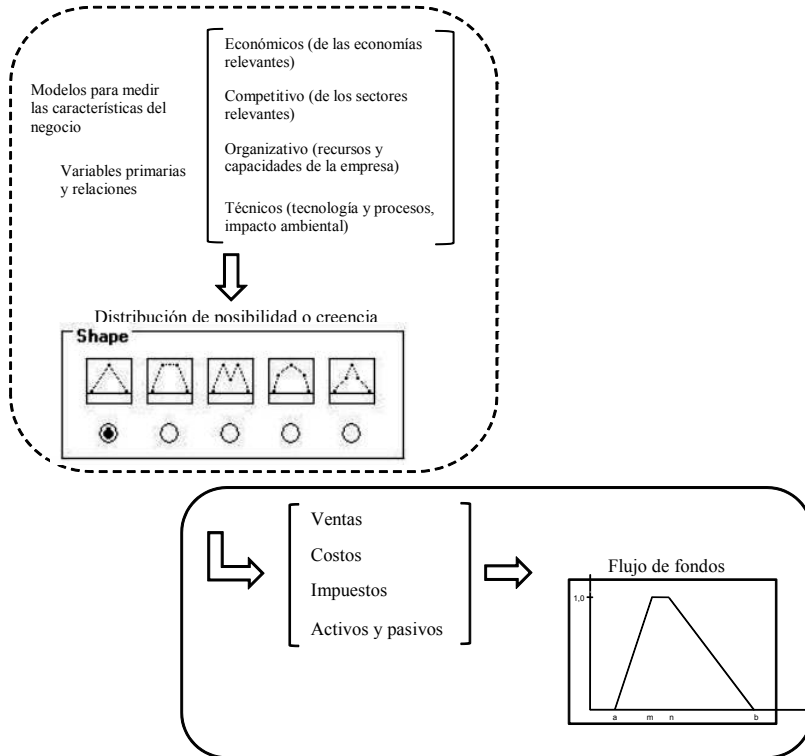 Modelos para medir
las características del
negocio
Variables primarias
y relaciones
Económicos (de las economías
relevantes)
Competitivo (de los sectores
relevantes)
Organizativo (recursos y
capacidades de la empresa)
Técnicos (tecnología y procesos,
impacto ambiental)
Distribución de posibilidad o creencia
Shape
Ventas
Costos
Impuestos
Activos y pasivos
Flujo de fondos
1,0
a m n b